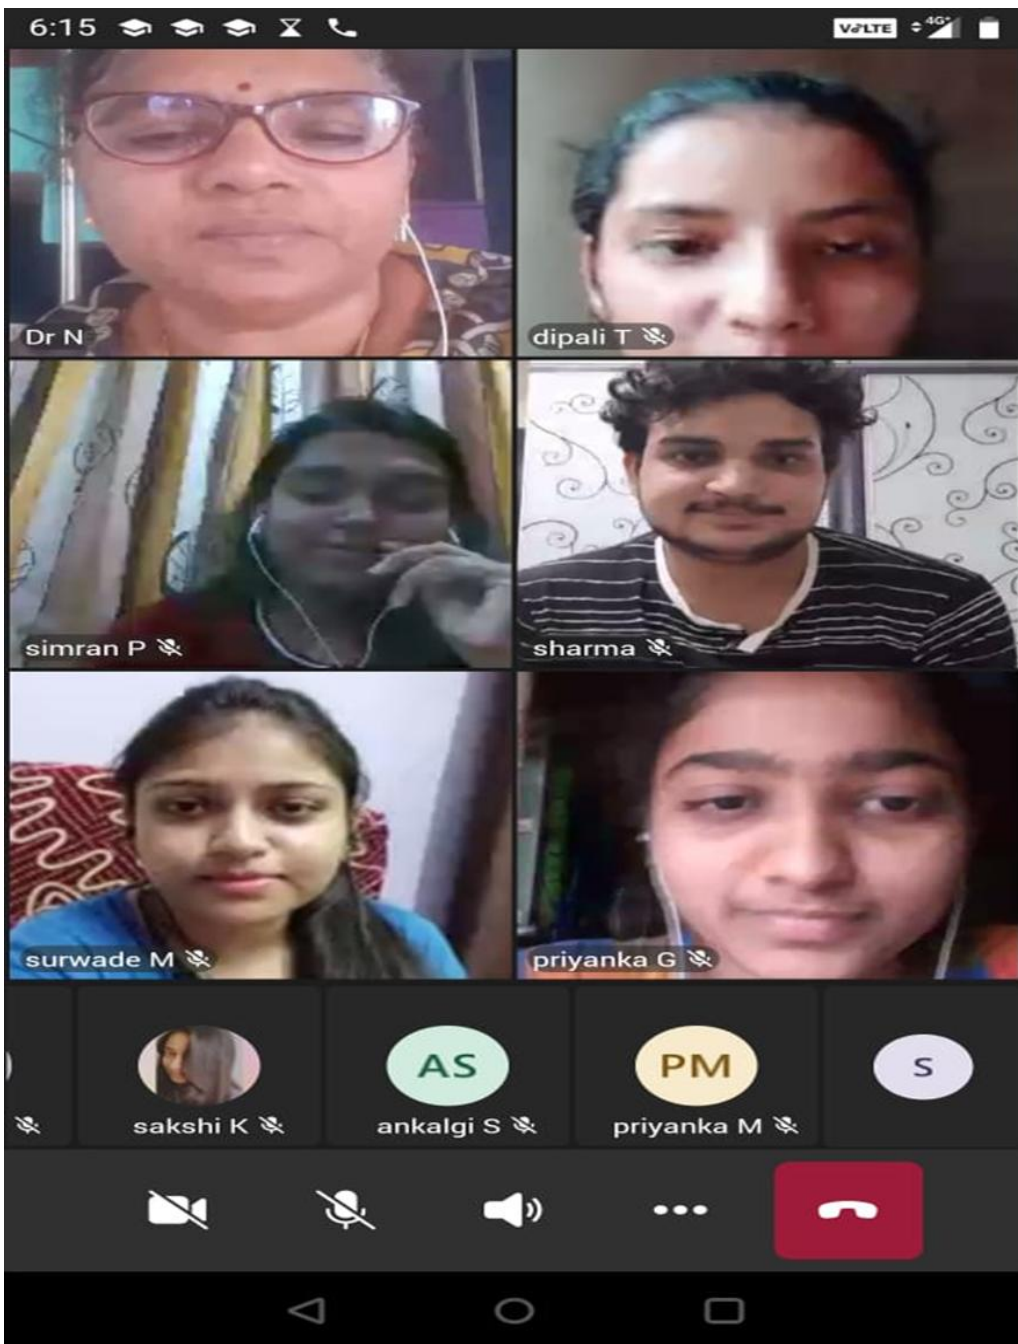 6:15 VoLTE 4G+
Dr N
dipali T
simran P
sharma
surwade M
priyanka G
AS
PM
S
sakshi K
ankalgi S
priyanka M